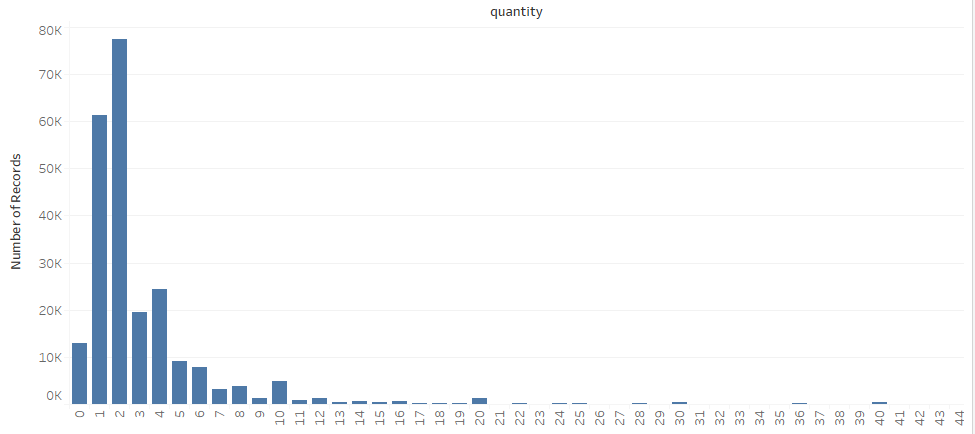 quantity
Number of Records
80K
70K
60K
50K
40K
30K
20K
10K
0K
0 1 2 3 4 5 6 7 8 9 10 11 12 13 14 15 16 17 18 19 20 21 22 23 24 25 26 27 28 29 30 31 32 33 34 35 36 37 38 39 40 41 42 43 44